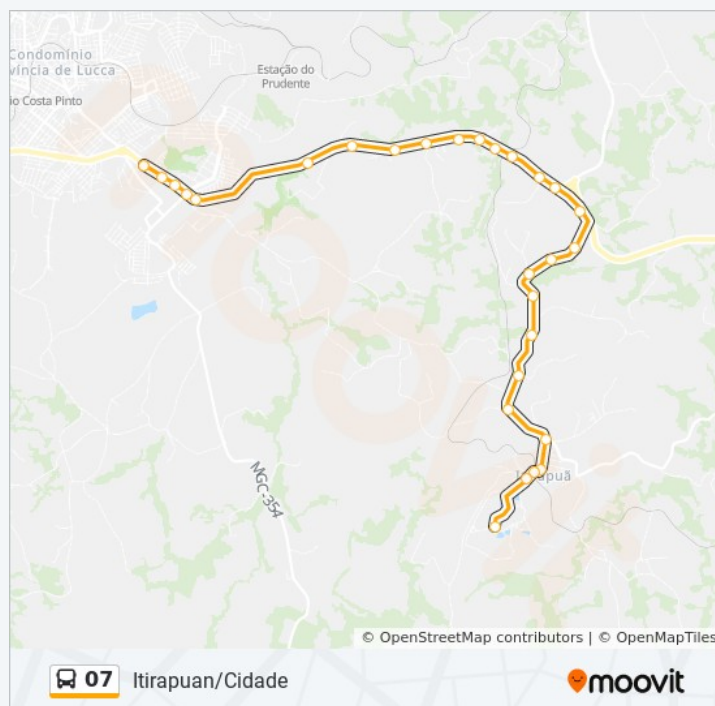 Condomínio
víncia de Lucca
io Costa Pinto
Estação do
Prudente
MGC-354
© OpenStreetMap contributors | © OpenMapTiles
07 Itirapuan/Cidade
moovit